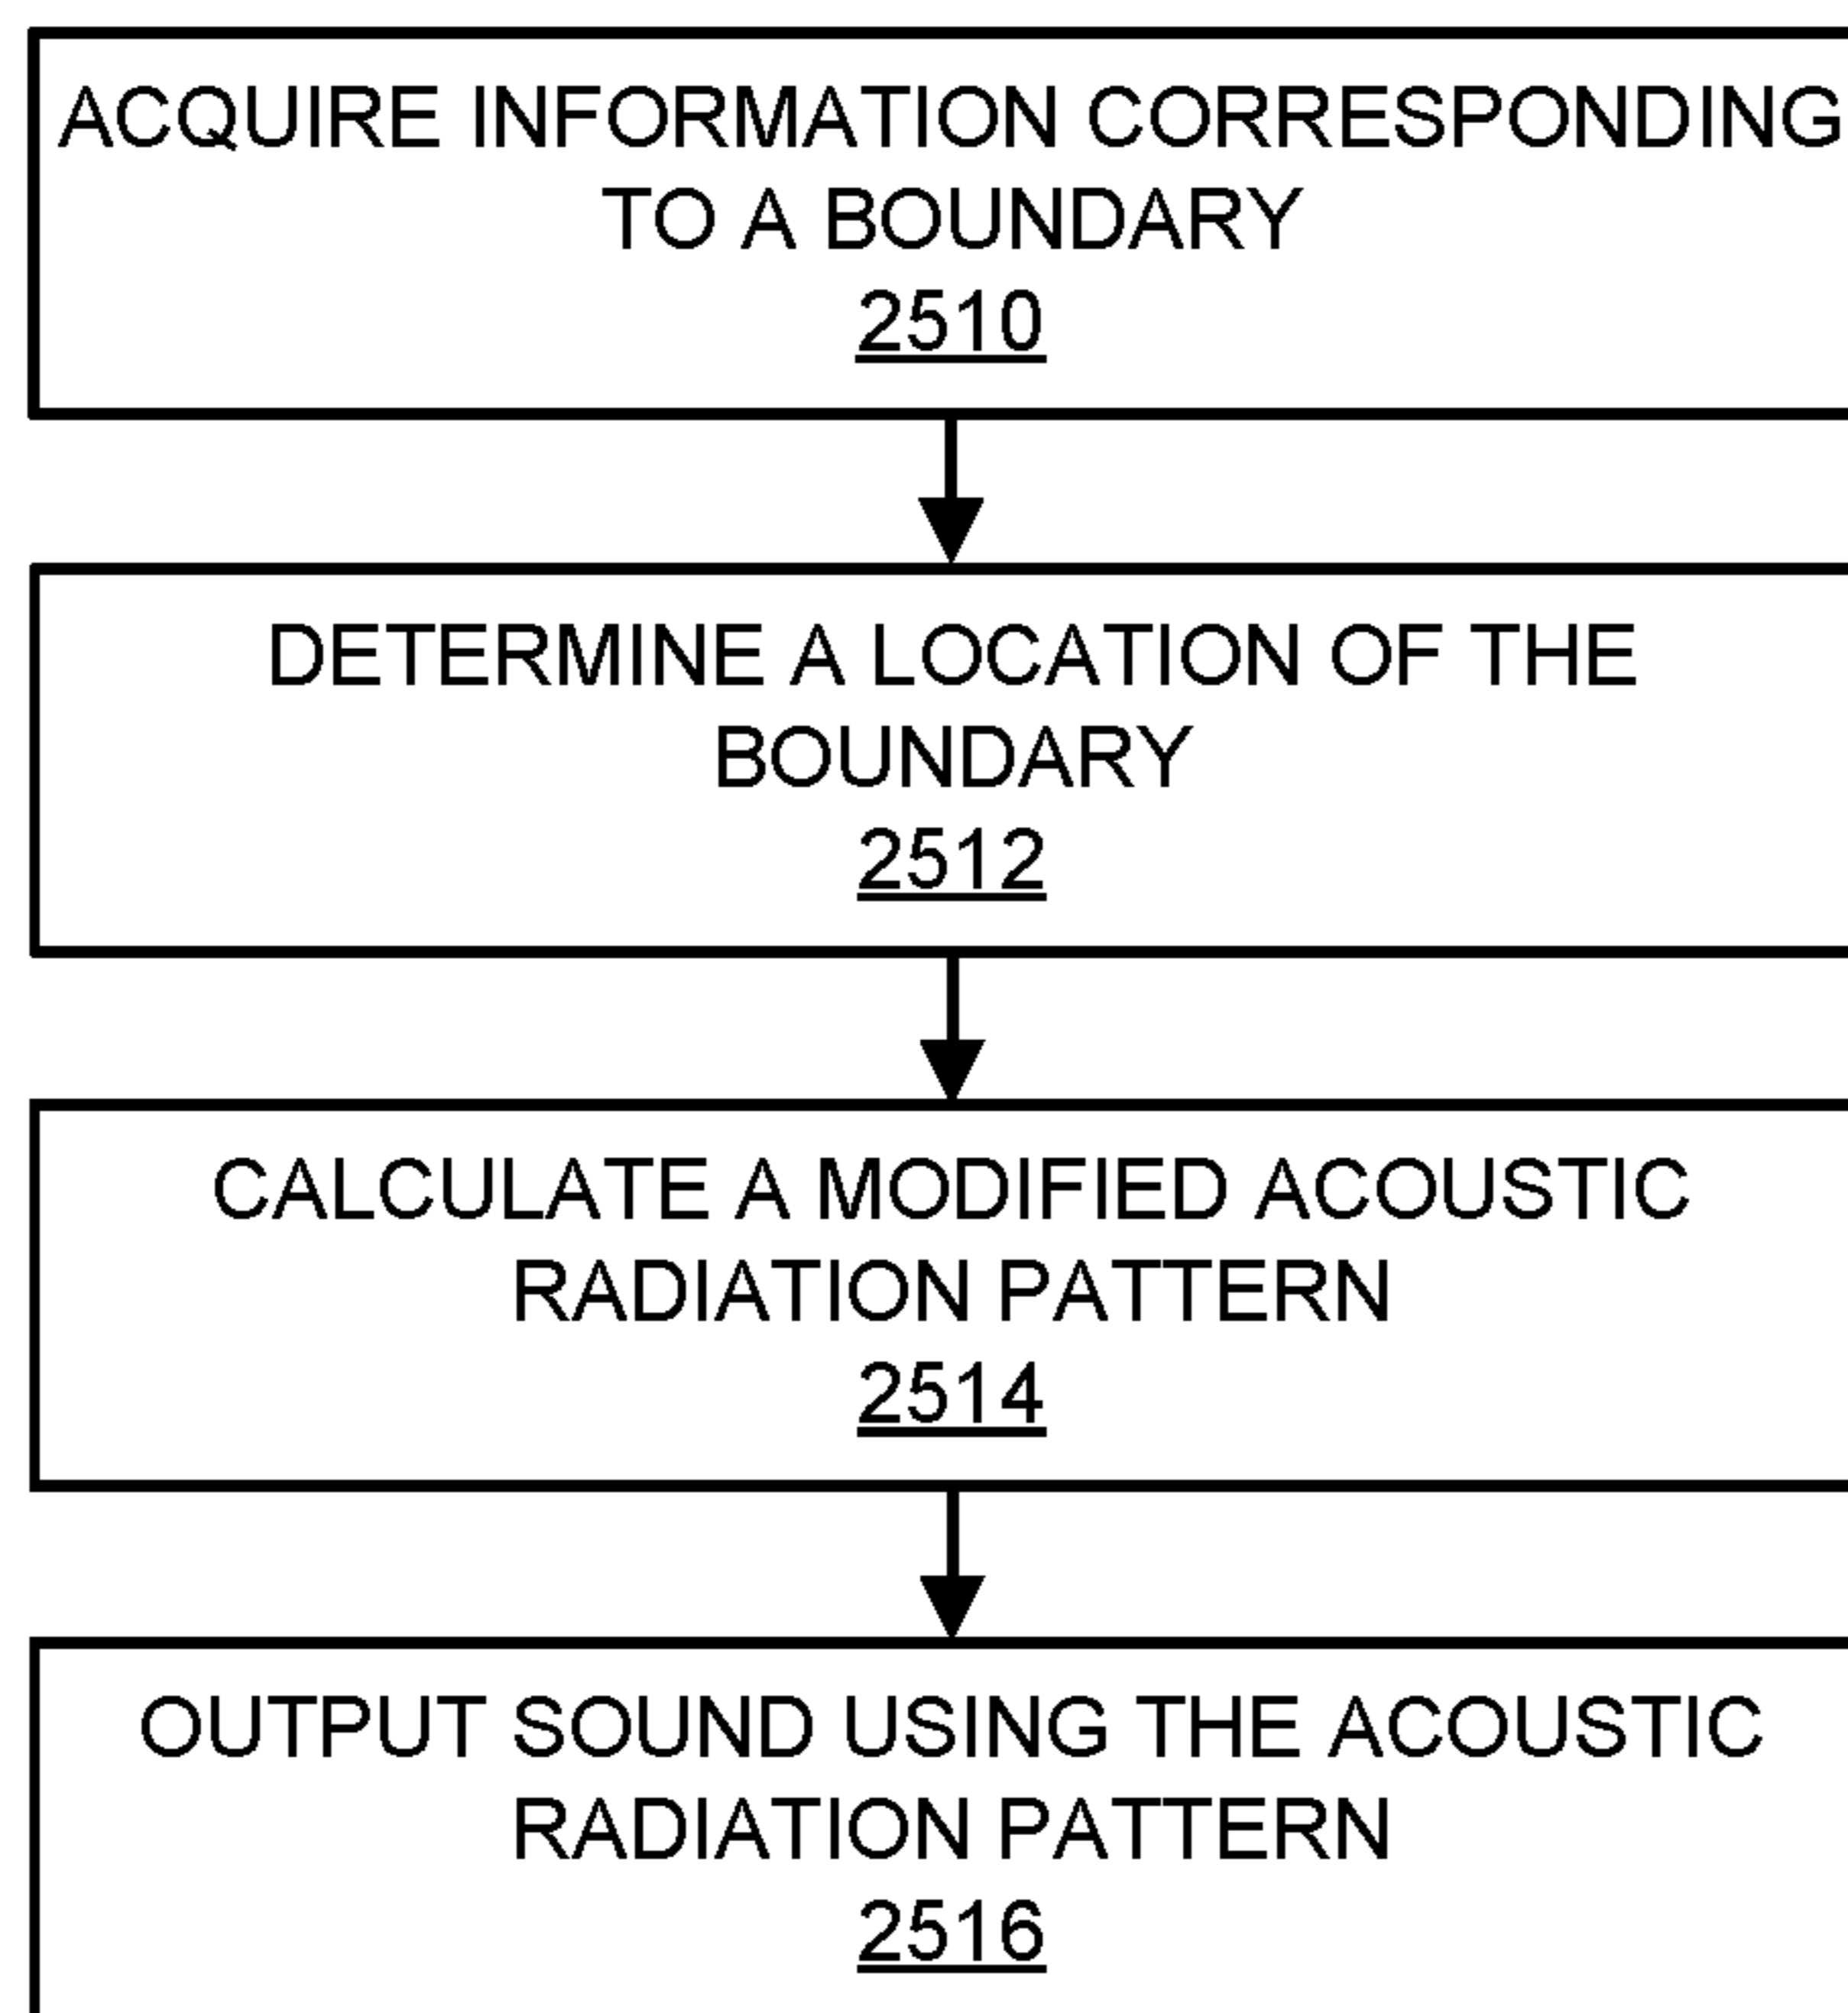 ACQUIRE INFORMATION CORRESPONDING
TO A BOUNDARY
2510
DETERMINE A LOCATION OF THE
BOUNDARY
2512
CALCULATE A MODIFIED ACOUSTIC
RADIATION PATTERN
2514
OUTPUT SOUND USING THE ACOUSTIC
RADIATION PATTERN
2516